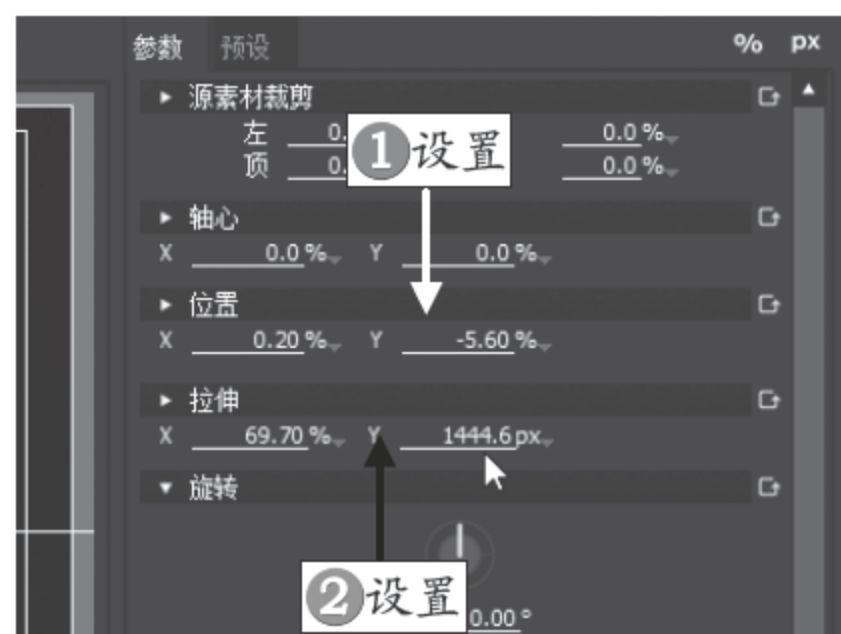 参数 预设 % px
源素材裁剪
左 0. 0.0 %
顶 0. 0.0 %
1 设置
轴心
X 0.0 % Y 0.0 %
位置
X 0.20 % Y -5.60 %
拉伸
X 69.70 % Y 1444.6 px
旋转
2 设置
0.00 °